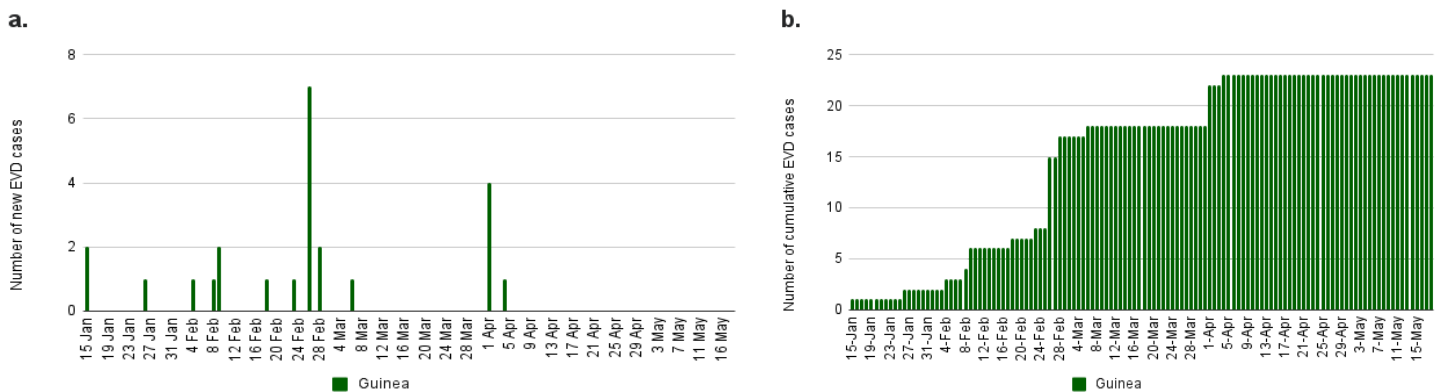 a.
Number of new EVD cases
8
6
4
2
0
15 Jan
19 Jan
23 Jan
27 Jan
31 Jan
4 Feb
8 Feb
12 Feb
16 Feb
20 Feb
24 Feb
28 Feb
4 Mar
8 Mar
12 Mar
16 Mar
20 Mar
24 Mar
28 Mar
1 Apr
5 Apr
9 Apr
13 Apr
17 Apr
21 Apr
25 Apr
29 Apr
3 May
7 May
11 May
16 May
Guinea
b.
Number of cumulative EVD cases
25
20
15
10
5
0
15-Jan
19-Jan
23-Jan
27-Jan
31-Jan
4-Feb
8-Feb
12-Feb
16-Feb
20-Feb
24-Feb
28-Feb
4-Mar
8-Mar
12-Mar
16-Mar
20-Mar
24-Mar
28-Mar
1-Apr
5-Apr
9-Apr
13-Apr
17-Apr
21-Apr
25-Apr
29-Apr
3-May
7-May
11-May
15-May
Guinea